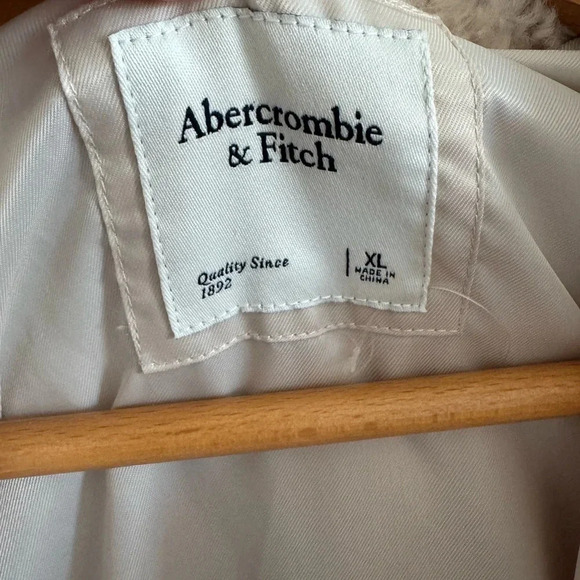 Abercrombie
& Fitch
Quality Since
1892
XL
MADE IN
CHINA